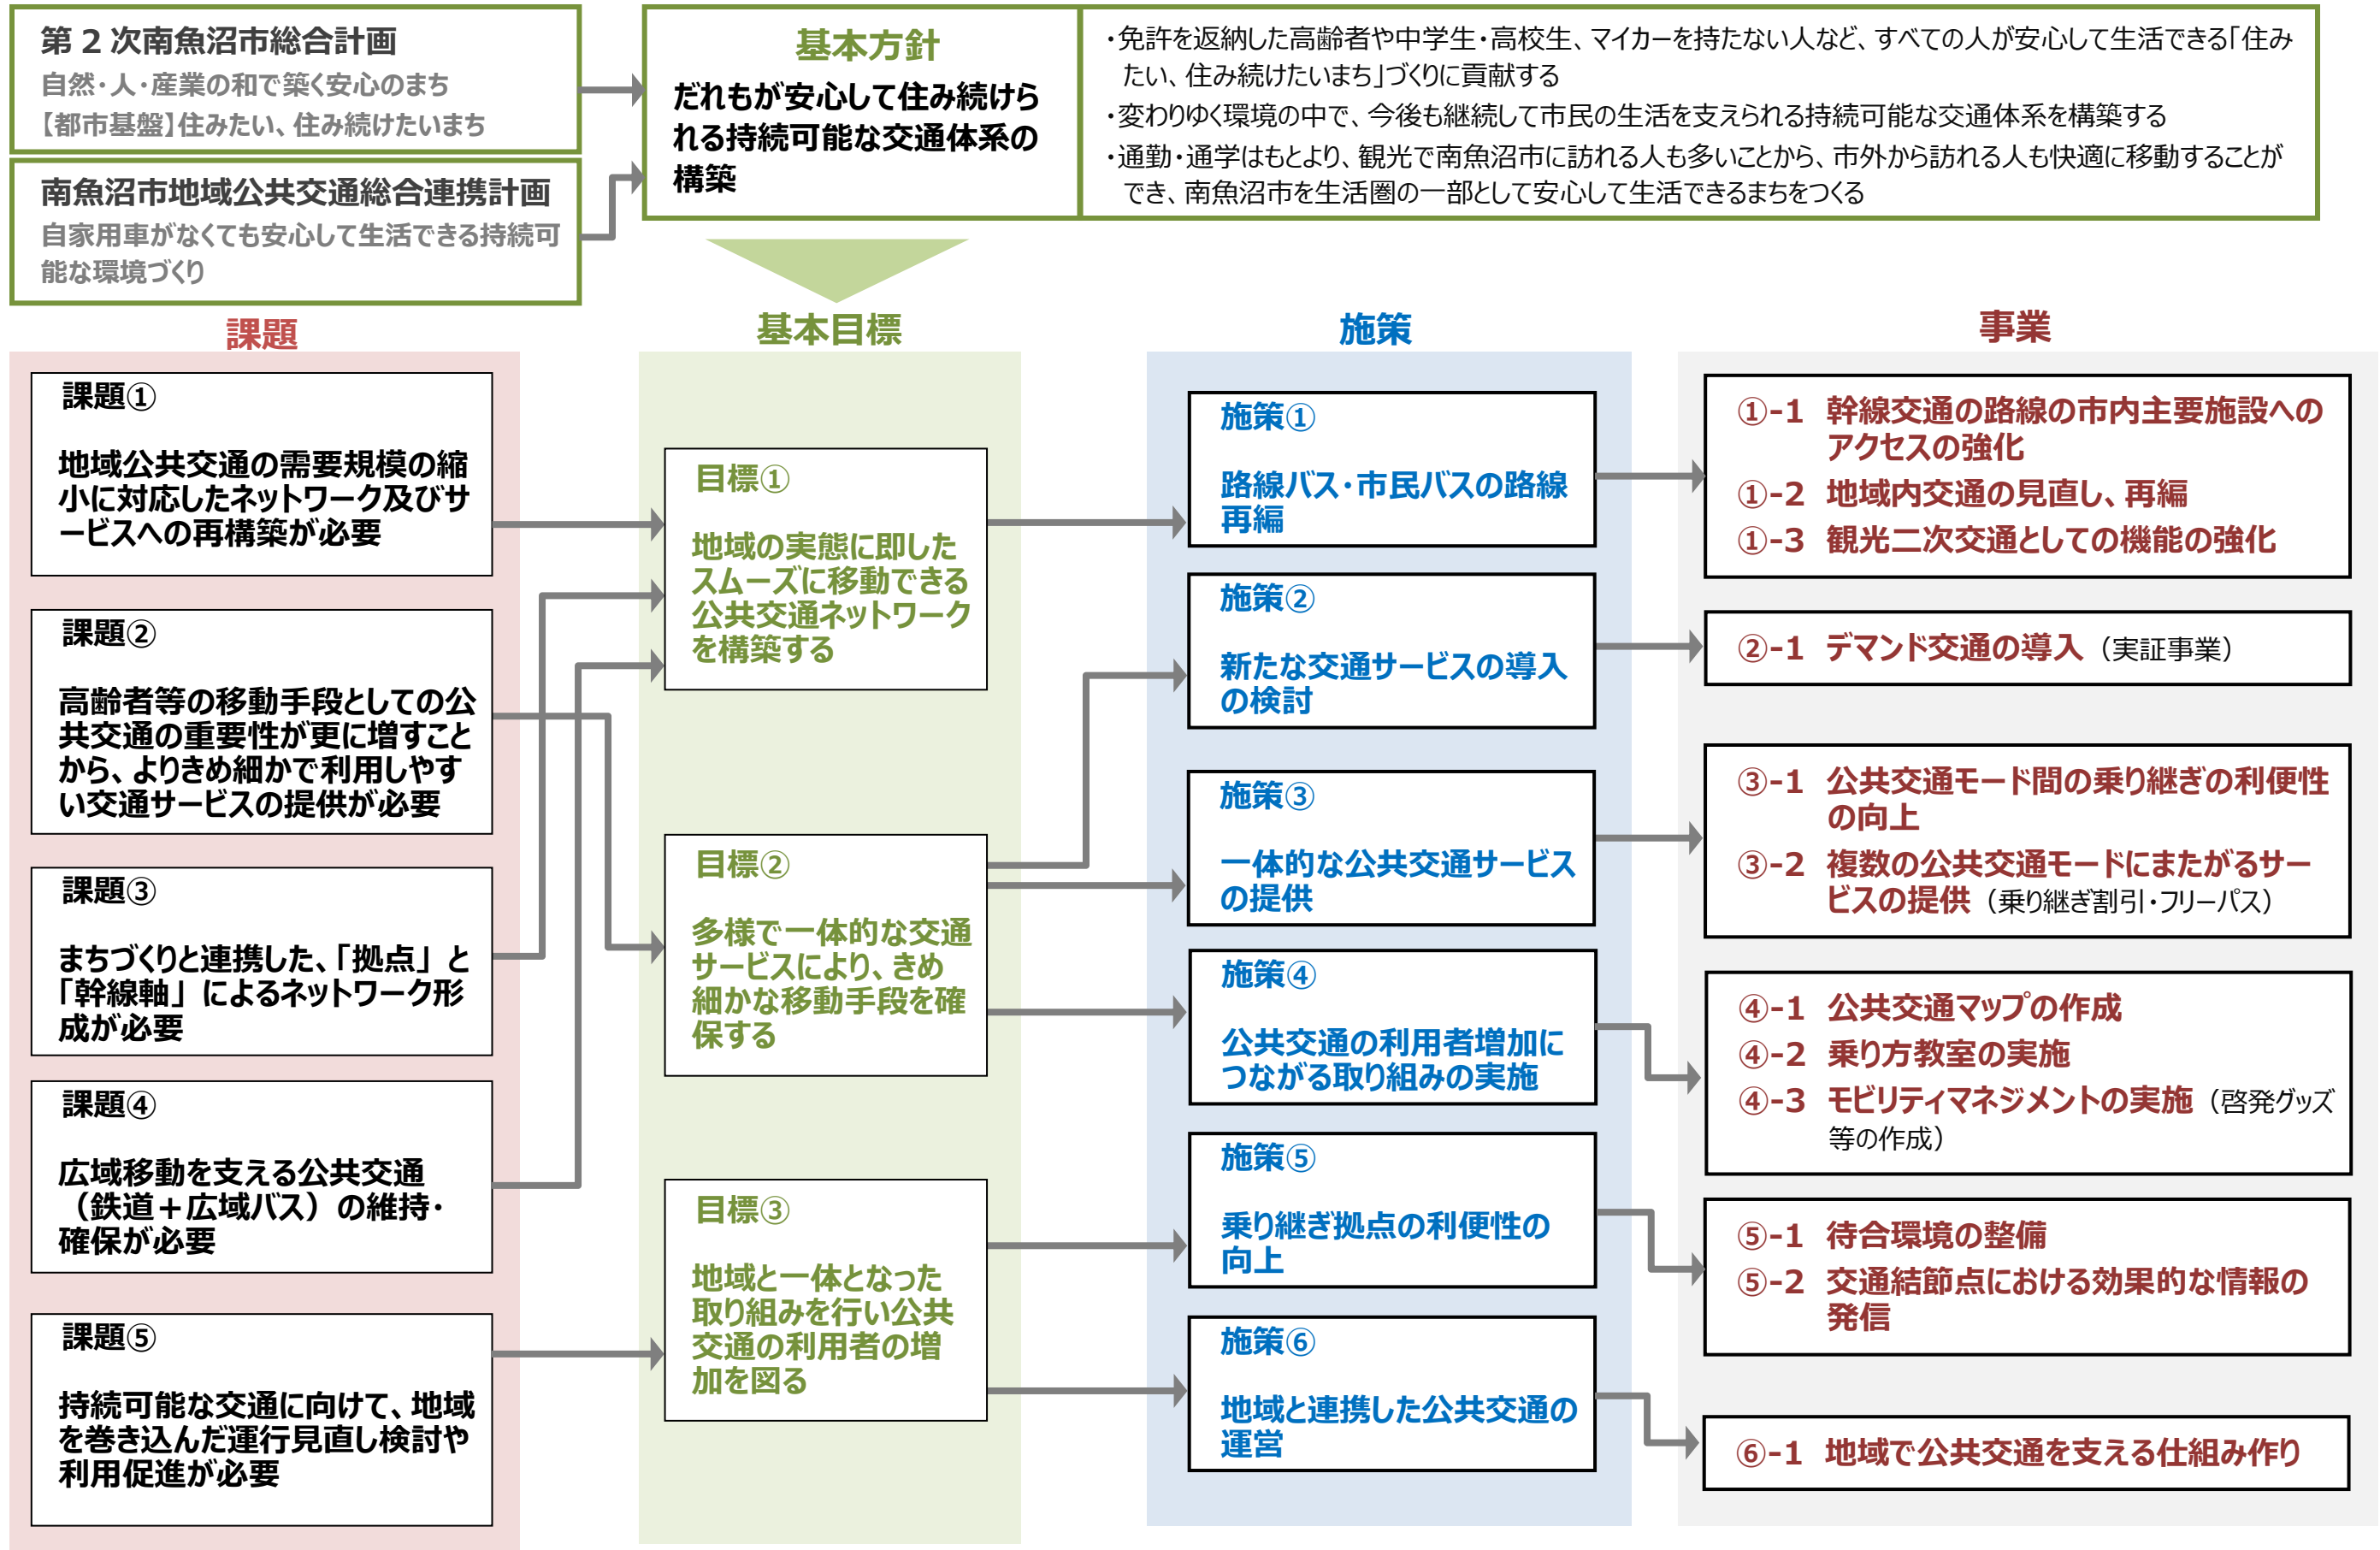 第２次南魚沼市総合計画
自然・人・産業の和で築く安心のまち
【都市基盤】住みたい、住み続けたいまち
南魚沼市地域公共交通総合連携計画
自家用車がなくても安心して生活できる持続可
能な環境づくり
基本方針
だれもが安心して住み続けら
れる持続可能な交通体系の
構築
・免許を返納した高齢者や中学生・高校生、マイカーを持たない人など、すべての人が安心して生活できる「住み
たい、住み続けたいまち」づくりに貢献する
・変わりゆく環境の中で、今後も継続して市民の生活を支えられる持続可能な交通体系を構築する
・通勤・通学はもとより、観光で南魚沼市に訪れる人も多いことから、市外から訪れる人も快適に移動することが
でき、南魚沼市を生活圏の一部として安心して生活できるまちをつくる
課題
課題①
地域公共交通の需要規模の縮
小に対応したネットワーク及びサ
ービスへの再構築が必要
課題②
高齢者等の移動手段としての公
共交通の重要性が更に増すこと
から、よりきめ細かで利用しやす
い交通サービスの提供が必要
課題③
まちづくりと連携した、「拠点」と
「幹線軸」によるネットワーク形
成が必要
課題④
広域移動を支える公共交通
（鉄道＋広域バス）の維持・
確保が必要
課題⑤
持続可能な交通に向けて、地域
を巻き込んだ運行見直し検討や
利用促進が必要
基本目標
目標①
地域の実態に即した
スムーズに移動できる
公共交通ネットワーク
を構築する
目標②
多様で一体的な交通
サービスにより、きめ
細かな移動手段を確
保する
目標③
地域と一体となった
取り組みを行い公共
交通の利用者の増
加を図る
施策
施策①
路線バス・市民バスの路線
再編
施策②
新たな交通サービスの導入
の検討
施策③
一体的な公共交通サービス
の提供
施策④
公共交通の利用者増加に
つながる取り組みの実施
施策⑤
乗り継ぎ拠点の利便性の
向上
施策⑥
地域と連携した公共交通の
運営
事業
①-1 幹線交通の路線の市内主要施設への
アクセスの強化
①-2 地域内交通の見直し、再編
①-3 観光二次交通としての機能の強化
②-1 デマンド交通の導入（実証事業）
③-1 公共交通モード間の乗り継ぎの利便性
の向上
③-2 複数の公共交通モードにまたがるサー
ビスの提供（乗り継ぎ割引・フリーパス）
④-1 公共交通マップの作成
④-2 乗り方教室の実施
④-3 モビリティマネジメントの実施（啓発グッズ
等の作成）
⑤-1 待合環境の整備
⑤-2 交通結節点における効果的な情報の
発信
⑥-1 地域で公共交通を支える仕組み作り